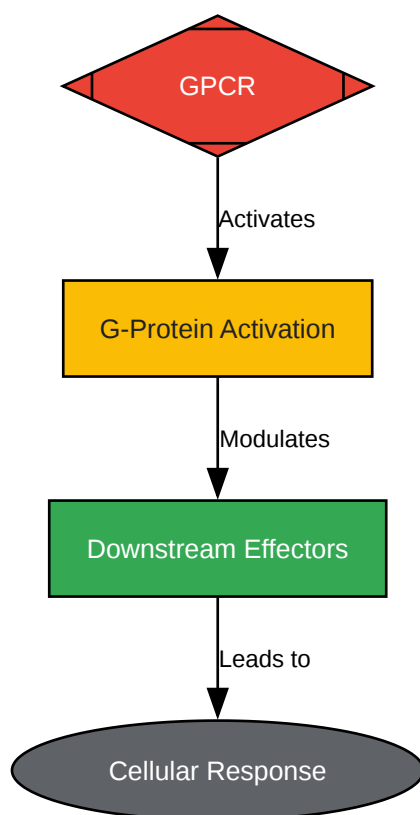 GPCR
Activates
G-Protein Activation
Modulates
Downstream Effectors
Leads to
Cellular Response